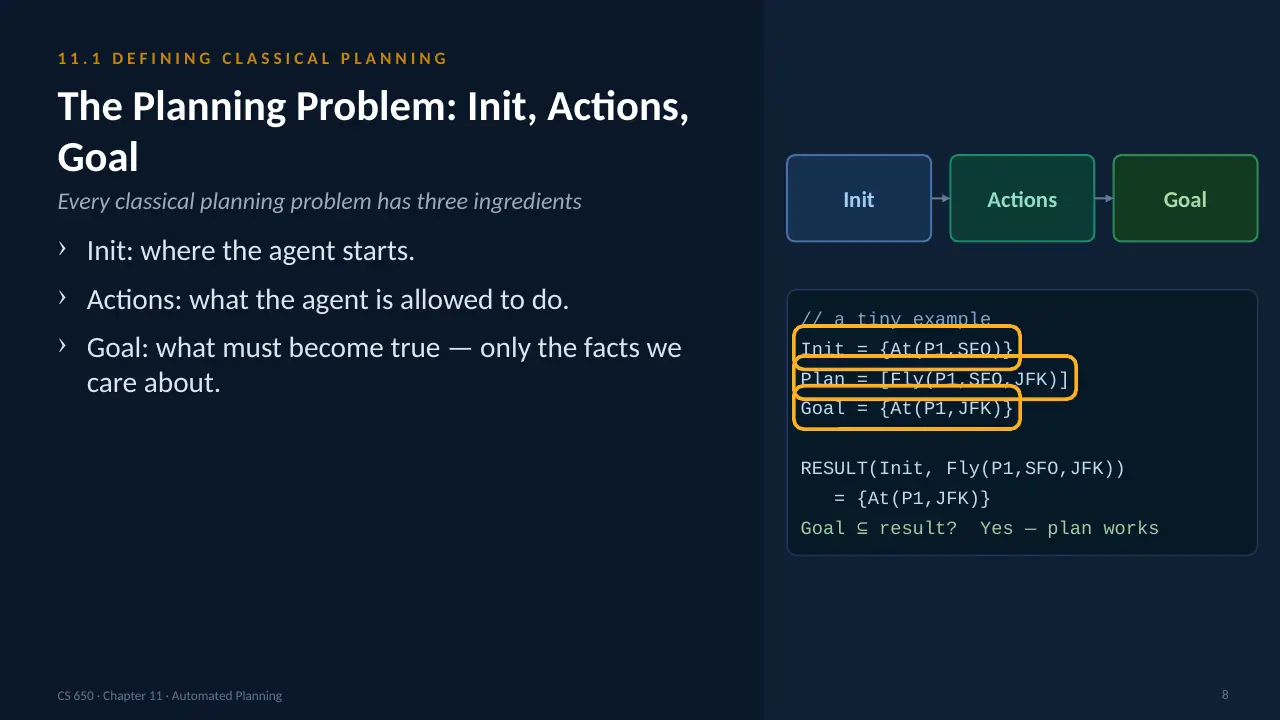 11.1 DEFINING CLASSICAL PLANNING
The Planning Problem: Init, Actions,
Goal
Every classical planning problem has three ingredients
› Init: where the agent starts.
› Actions: what the agent is allowed to do.
› Goal: what must become true — only the facts we
care about.
Init
Actions
Goal
// a tiny example
Init = {At(P1,SFO)}
Plan = [Fly(P1,SFO,JFK)]
Goal = {At(P1,JFK)}
RESULT(Init, Fly(P1,SFO,JFK))
= {At(P1,JFK)}
Goal ⊆ result?  Yes — plan works
CS 650 · Chapter 11 · Automated Planning
8